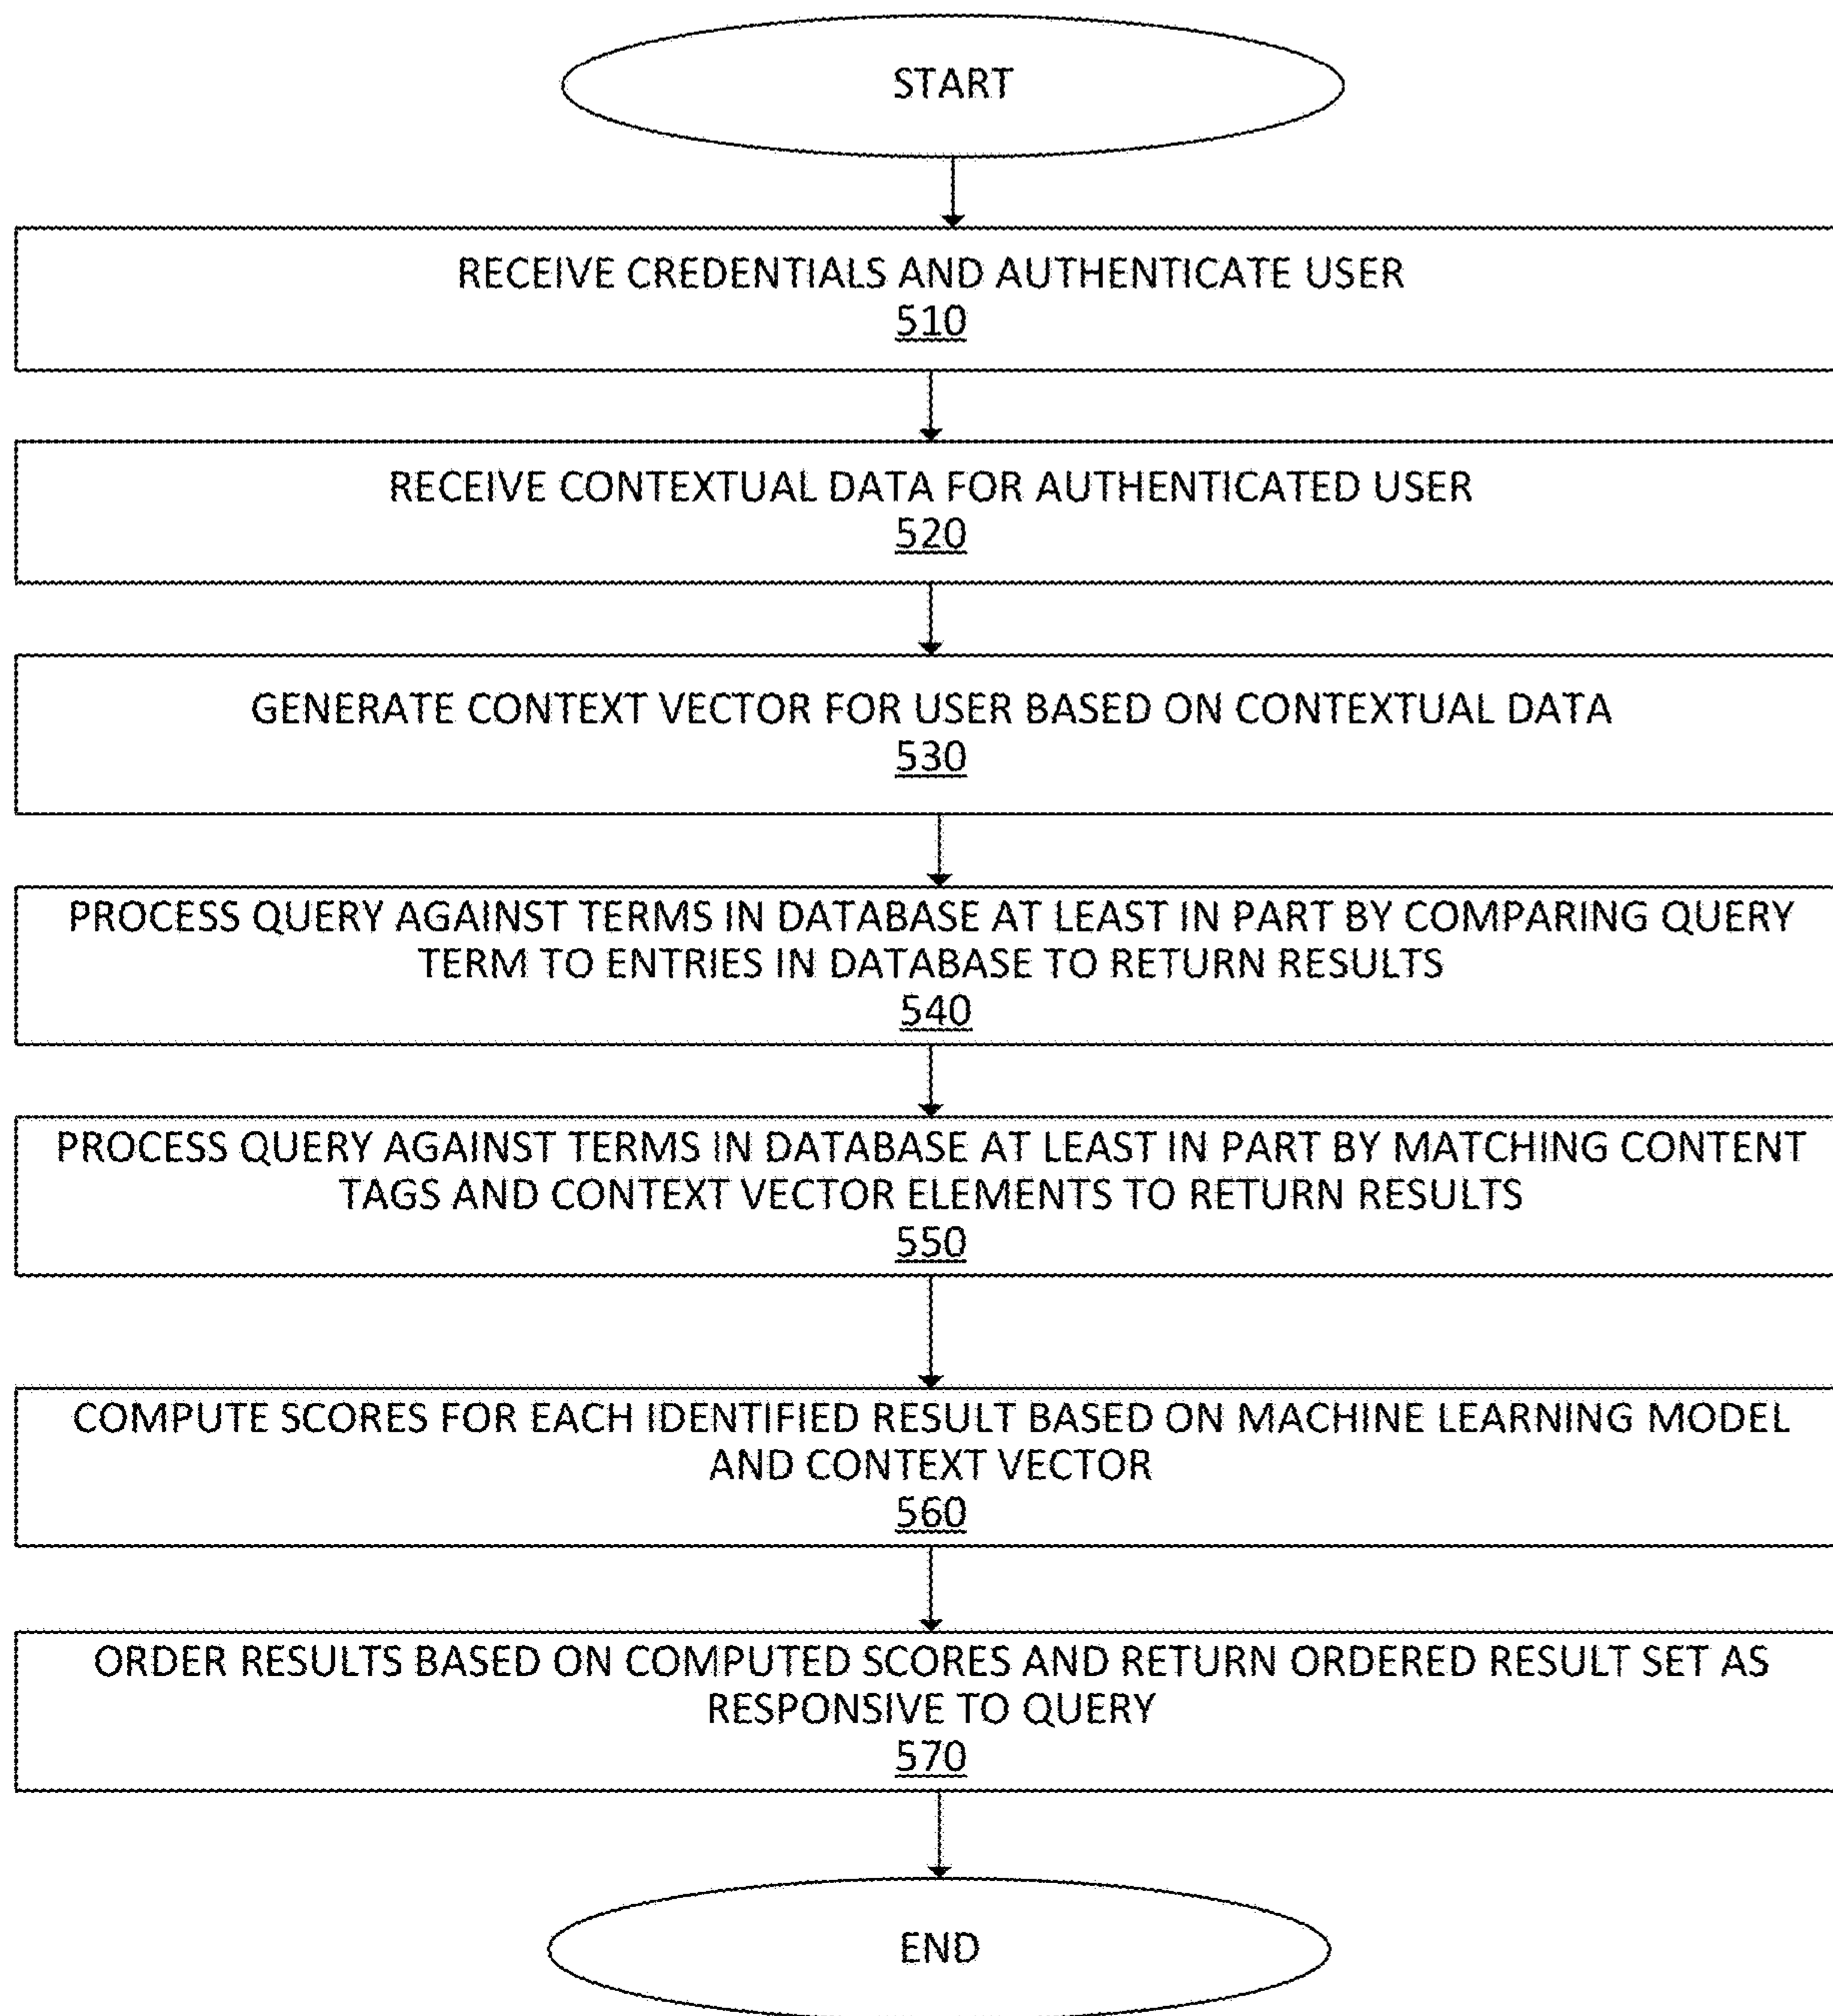 START
RECEIVE CREDENTIALS AND AUTHENTICATE USER
510
RECEIVE CONTEXTUAL DATA FOR AUTHENTICATED USER
520
GENERATE CONTEXT VECTOR FOR USER BASED ON CONTEXTUAL DATA
530
PROCESS QUERY AGAINST TERMS IN DATABASE AT LEAST IN PART BY COMPARING QUERY
TERM TO ENTRIES IN DATABASE TO RETURN RESULTS
540
PROCESS QUERY AGAINST TERMS IN DATABASE AT LEAST IN PART BY MATCHING CONTENT
TAGS AND CONTEXT VECTOR ELEMENTS TO RETURN RESULTS
550
COMPUTE SCORES FOR EACH IDENTIFIED RESULT BASED ON MACHINE LEARNING MODEL
AND CONTEXT VECTOR
560
ORDER RESULTS BASED ON COMPUTED SCORES AND RETURN ORDERED RESULT SET AS
RESPONSIVE TO QUERY
570
END